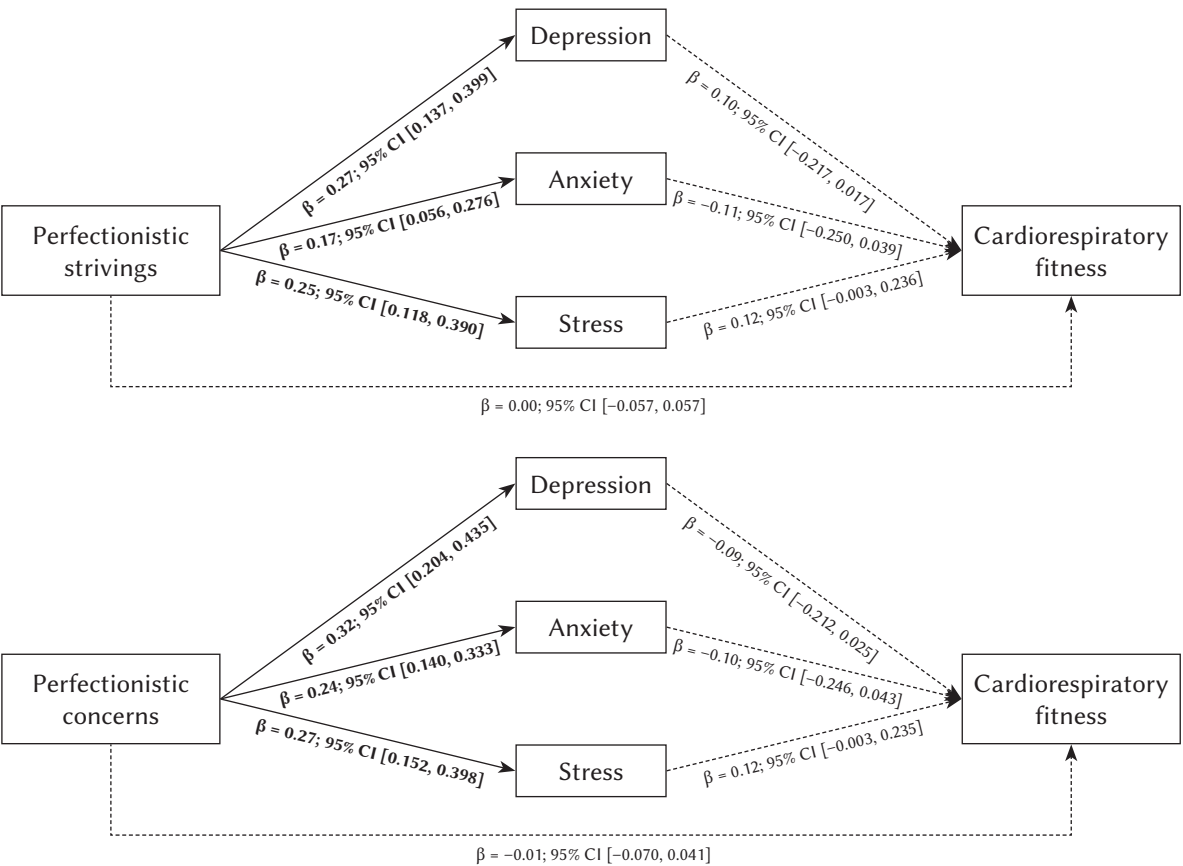 Depression
β = 0.27; 95% CI [0.137, 0.399]
β = 0.10; 95% CI [−0.217, 0.017]
Anxiety
β = 0.17; 95% CI [0.056, 0.276]
β = −0.11; 95% CI [−0.250, 0.039]
Perfectionistic
strivings
Cardiorespiratory
fitness
β = 0.25; 95% CI [0.118, 0.390]
Stress
β = 0.12; 95% CI [−0.003, 0.236]
β = 0.00; 95% CI [−0.057, 0.057]
Depression
β = 0.32; 95% CI [0.204, 0.435]
β = −0.09; 95% CI [−0.212, 0.025]
Anxiety
β = 0.24; 95% CI [0.140, 0.333]
β = −0.10; 95% CI [−0.246, 0.043]
Perfectionistic
concerns
Cardiorespiratory
fitness
β = 0.27; 95% CI [0.152, 0.398]
Stress
β = 0.12; 95% CI [−0.003, 0.235]
β = −0.01; 95% CI [−0.070, 0.041]